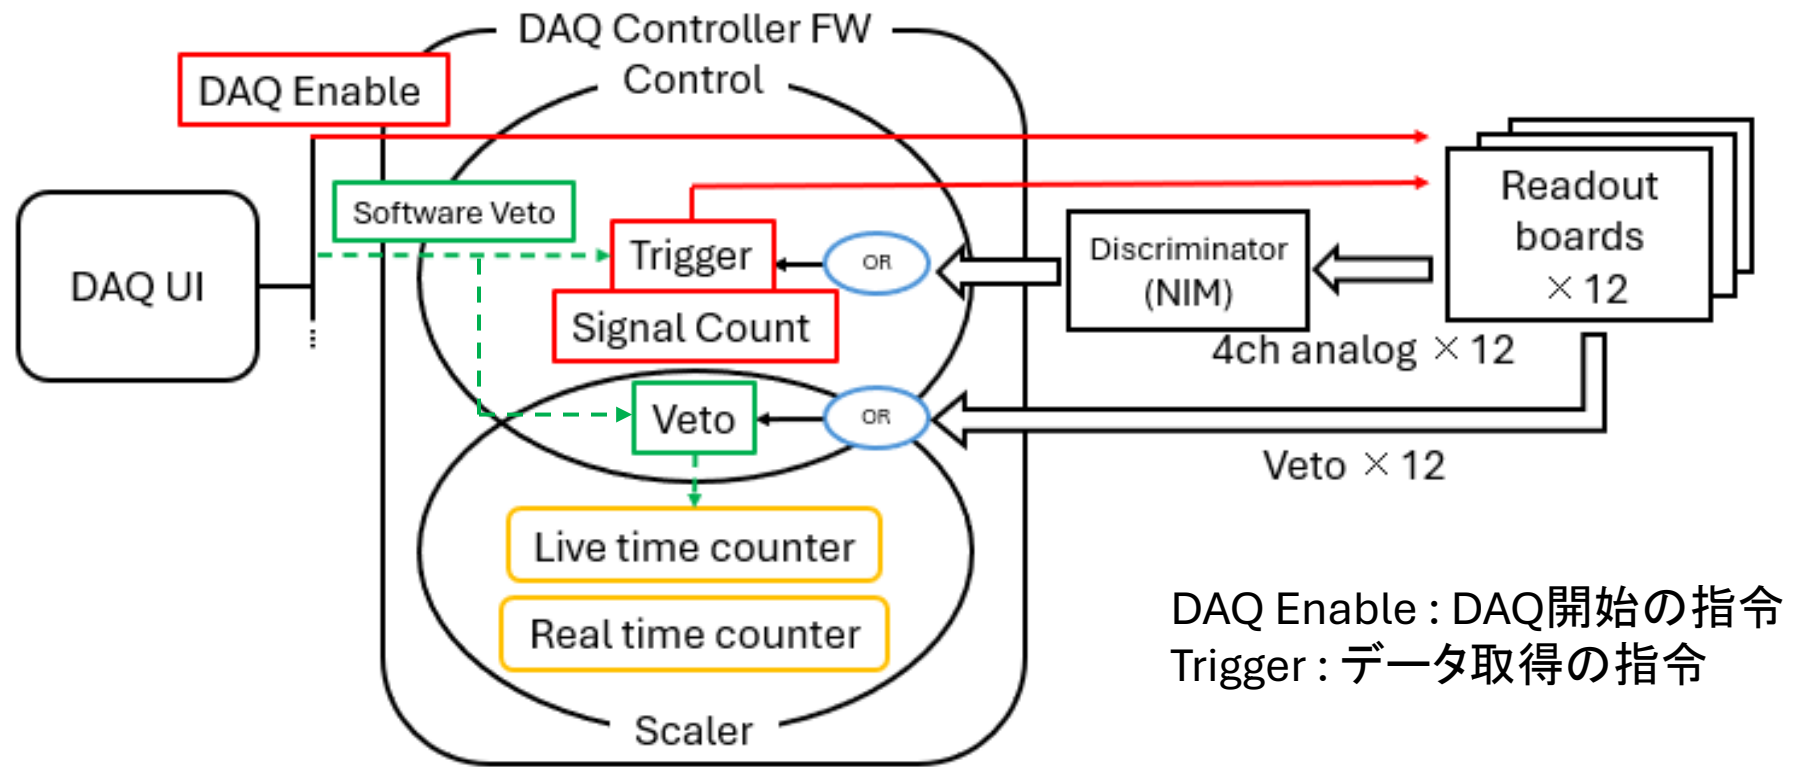 DAQ Controller FW
Control
DAQ Enable
Software Veto
DAQ UI
Trigger
OR
Signal Count
Discriminator
(NIM)
Readout
boards
×12
4ch analog ×12
Veto
OR
Veto ×12
Live time counter
Real time counter
Scaler
DAQ Enable : DAQ開始の指令
Trigger : データ取得の指令